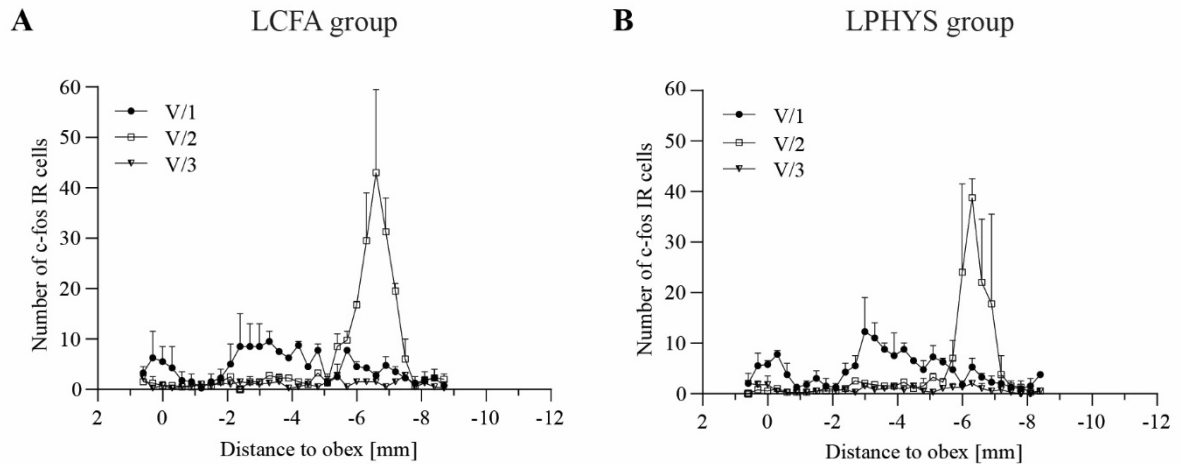 A
LCFA group
Number of c-fos IR cells
60
50
40
30
20
10
0
V/1
V/2
V/3
2
0
-2
-4
-6
-8
-10
-12
Distance to obex [mm]
B
LPHYS group
Number of c-fos IR cells
60
50
40
30
20
10
0
V/1
V/2
V/3
2
0
-2
-4
-6
-8
-10
-12
Distance to obex [mm]